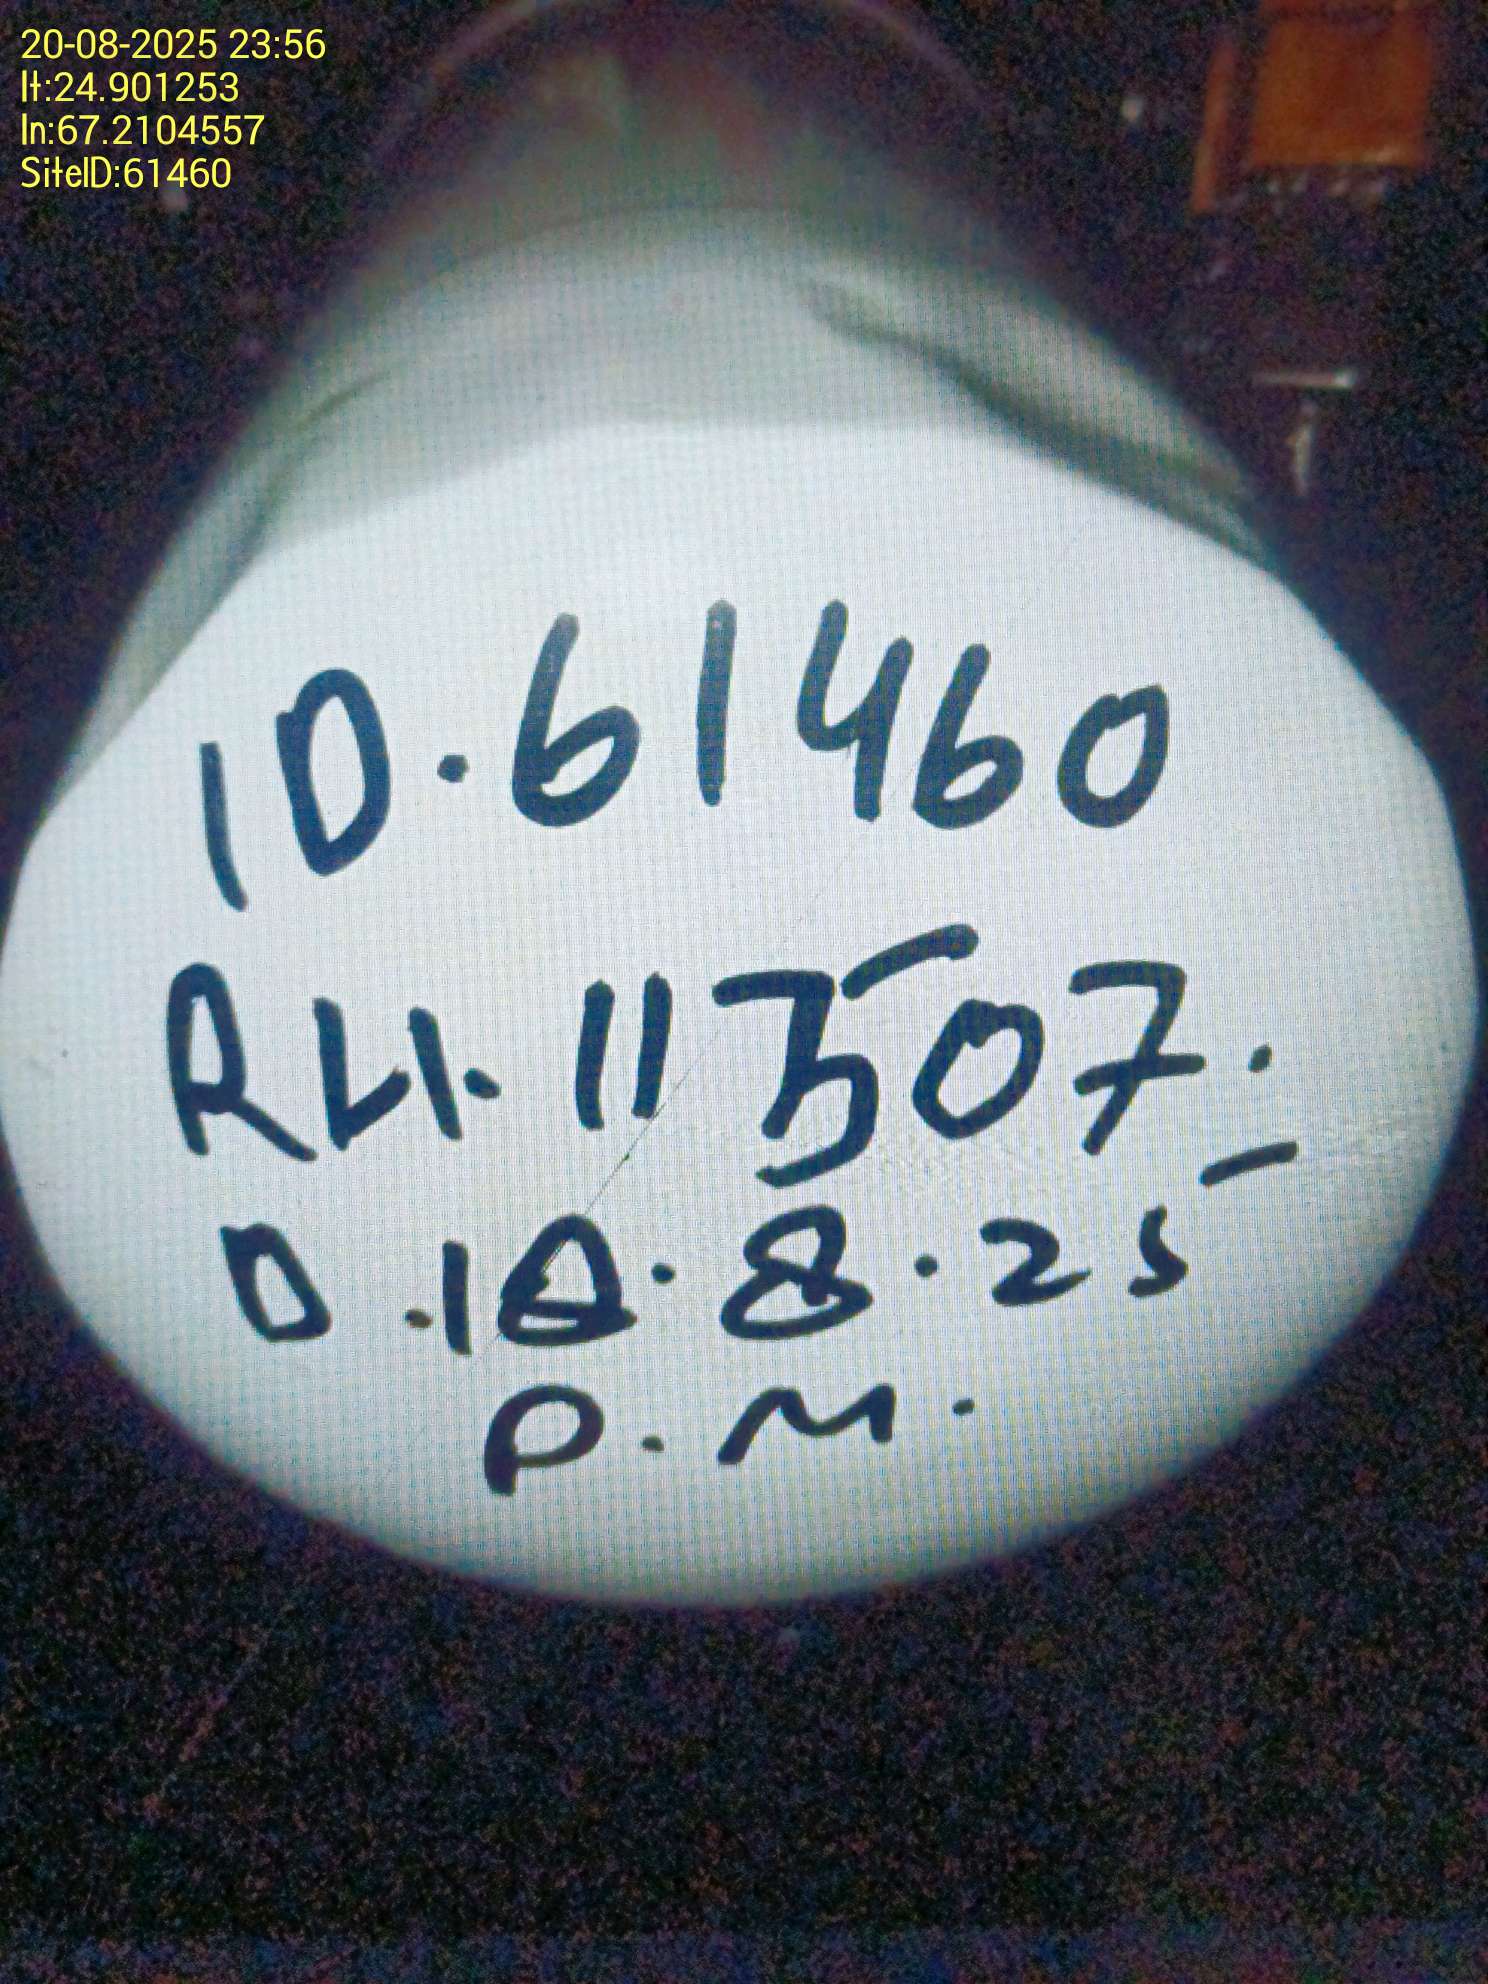 20-08-2025 23:56
lt:24.901253
ln:67.2104557
SiteID:61460
ID.61460
RH.11507.
D.18.8.25
P.M.